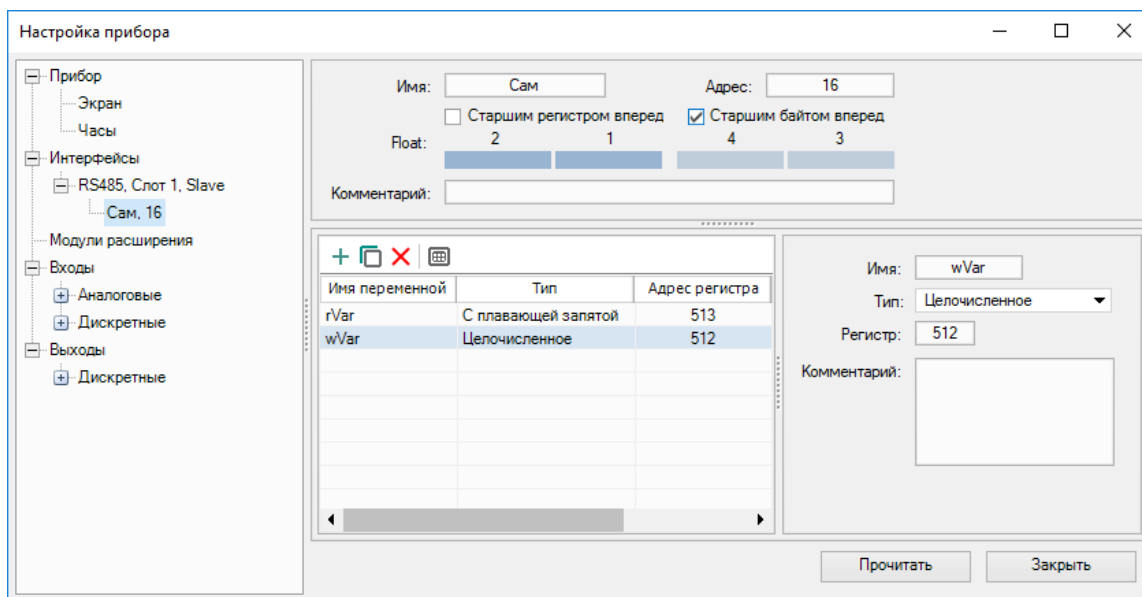 Настройка прибора
Прибор
Экран
Часы
Интерфейсы
RS485, Слот 1, Slave
Сам, 16
Модули расширения
Входы
Аналоговые
Дискретные
Выходы
Дискретные
Имя: Сам Адрес: 16
Старшим регистром вперед Старшим байтом вперед
Float: 2 1 4 3
Комментарий:
Имя переменной Тип Адрес регистра
rVar С плавающей запятой 513
wVar Целочисленное 512
Имя: wVar
Тип: Целочисленное
Регистр: 512
Комментарий:
Прочитать Закрыть